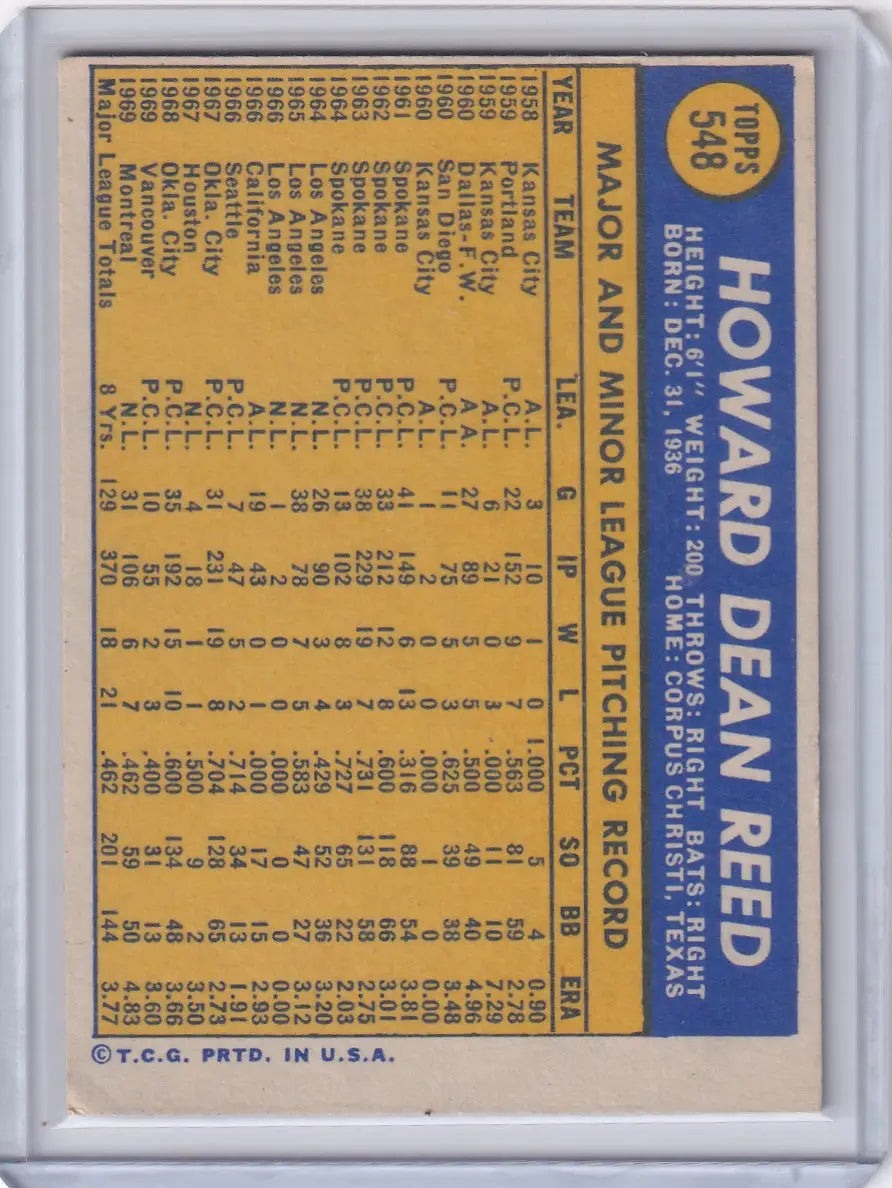 TOPPS
548
HOWARD DEAN REED
HEIGHT: 6'1" WEIGHT: 200 THROWS: RIGHT BATS: RIGHT
BORN: DEC. 31, 1936 HOME: CORPUS CHRISTI, TEXAS
MAJOR AND MINOR LEAGUE PITCHING RECORD
YEAR TEAM LEA. G IP W L PCT SO BB ERA
1958 Kansas City A.L. 3 10 1 0 1.000 5 4 0.90
1959 Portland P.C.L. 22 152 9 7 .563 81 59 2.78
1959 Kansas City A.L. 6 21 0 3 .000 11 10 7.29
1960 Dallas-F.W. A.A. 27 89 5 5 .500 49 40 4.96
1960 San Diego P.C.L. 11 75 5 3 .625 39 38 3.48
1960 Kansas City A.L. 1 2 0 0 .000 1 0 0.00
1961 Spokane P.C.L. 41 149 6 13 .316 88 54 3.81
1962 Spokane P.C.L. 33 212 12 8 .600 118 66 3.01
1963 Spokane P.C.L. 38 229 19 7 .731 131 58 2.75
1964 Spokane P.C.L. 13 102 8 3 .727 65 22 2.03
1964 Los Angeles N.L. 26 90 3 4 .429 52 36 3.20
1965 Los Angeles N.L. 38 78 7 5 .583 47 27 3.12
1966 Los Angeles N.L. 1 2 0 0 .000 0 0 0.00
1966 California A.L. 19 43 0 1 .000 17 15 2.93
1966 Seattle P.C.L. 7 47 5 2 .714 34 13 1.91
1967 Okla. City P.C.L. 31 231 19 8 .704 128 65 2.73
1967 Houston N.L. 4 18 1 1 .500 9 2 3.50
1968 Okla. City P.C.L. 35 192 15 10 .600 134 48 3.66
1969 Vancouver P.C.L. 10 55 2 3 .400 31 13 3.60
1969 Montreal N.L. 31 106 6 7 .462 59 50 4.83
Major League Totals 8 Yrs. 129 370 18 21 .462 201 144 3.77
©T.C.G. PRTD. IN U.S.A.